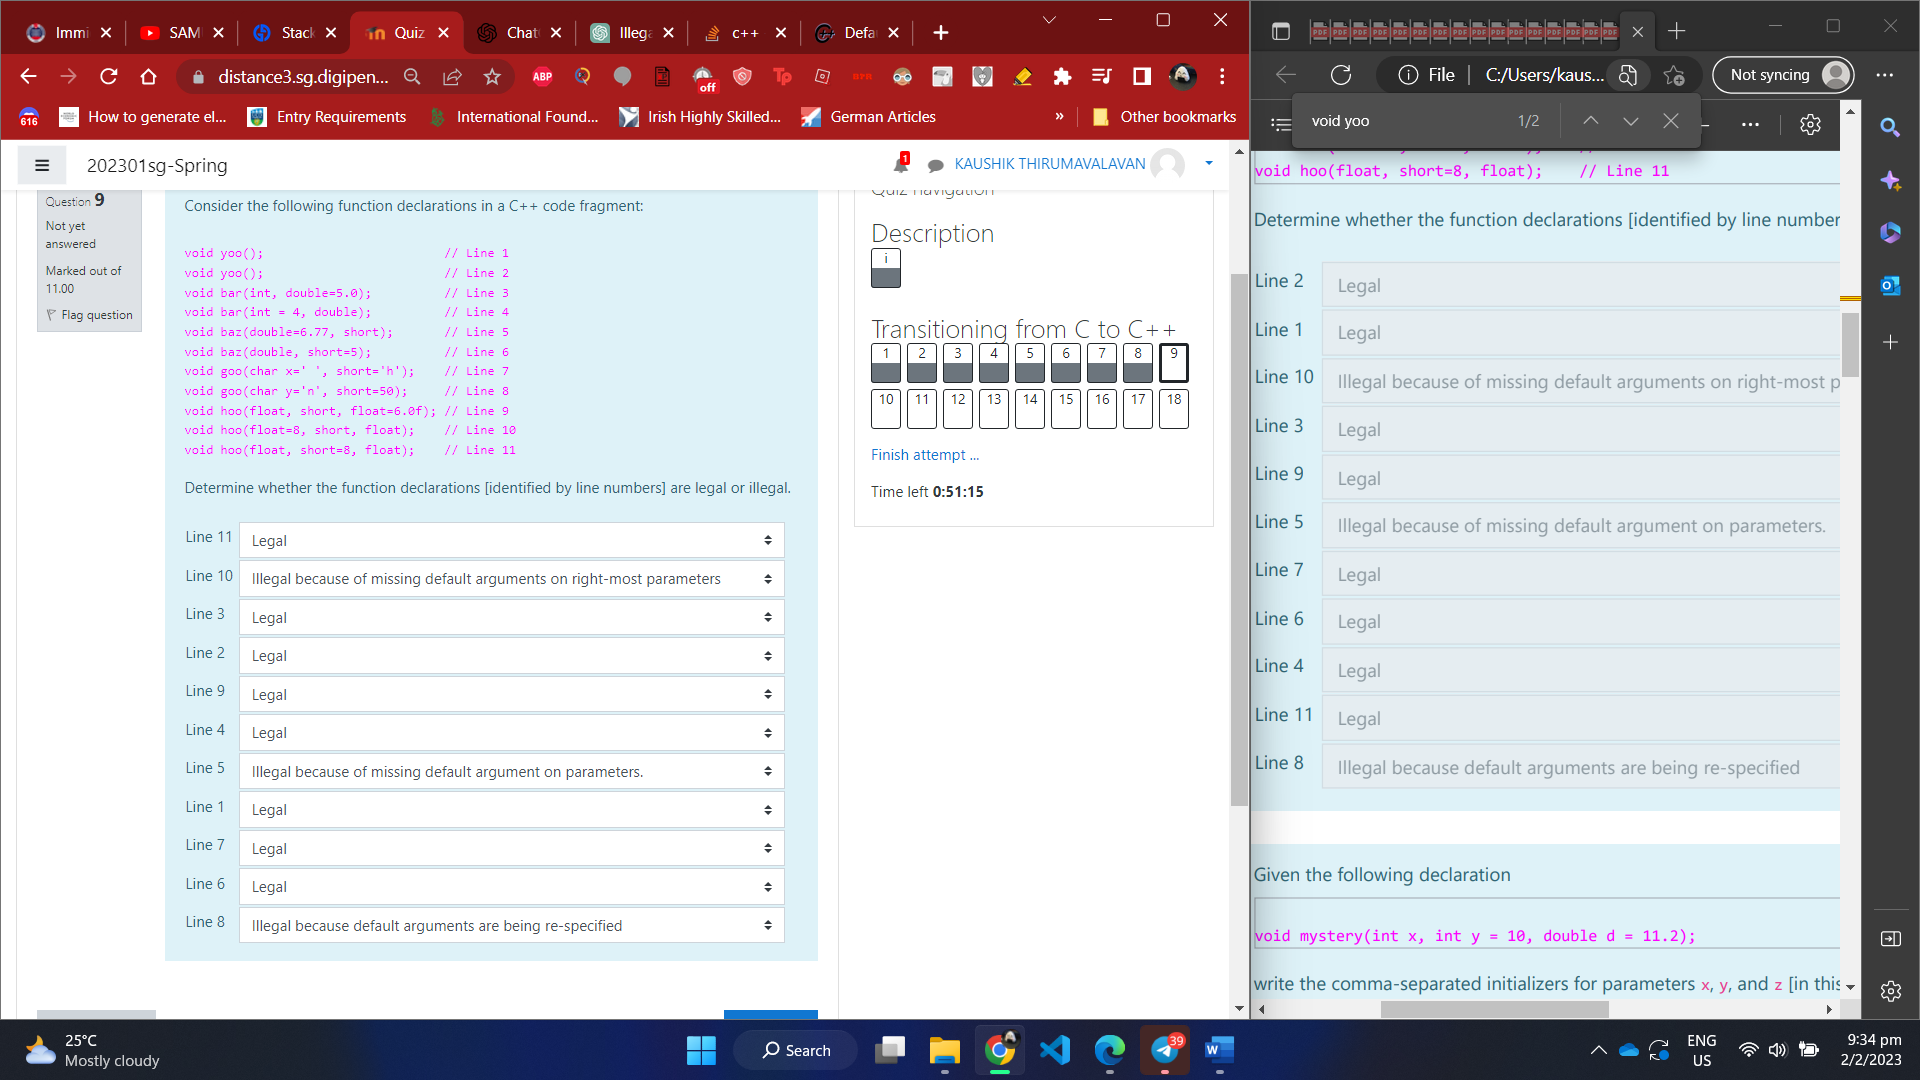 Immi
SAM
Stack
Quiz
Chat
Illega
c++
Defa
distance3.sg.digipen...
ABP
off
Tp
616
How to generate el...
Entry Requirements
International Found...
Irish Highly Skilled...
German Articles
»
Other bookmarks
202301sg-Spring
1
KAUSHIK THIRUMAVALAVAN
Question 9
Not yet
answered
Marked out of
11.00
Flag question
Consider the following function declarations in a C++ code fragment:
void yoo(); // Line 1
void yoo(); // Line 2
void bar(int, double=5.0); // Line 3
void bar(int = 4, double); // Line 4
void baz(double=6.77, short); // Line 5
void baz(double, short=5); // Line 6
void goo(char x=' ', short='h'); // Line 7
void goo(char y='n', short=50); // Line 8
void hoo(float, short, float=6.0f); // Line 9
void hoo(float=8, short, float); // Line 10
void hoo(float, short=8, float); // Line 11
Determine whether the function declarations [identified by line numbers] are legal or illegal.
Line 11 Legal
Line 10 Illegal because of missing default arguments on right-most parameters
Line 3 Legal
Line 2 Legal
Line 9 Legal
Line 4 Legal
Line 5 Illegal because of missing default argument on parameters.
Line 1 Legal
Line 7 Legal
Line 6 Legal
Line 8 Illegal because default arguments are being re-specified
Quiz navigation
Description
i
Transitioning from C to C++
1 2 3 4 5 6 7 8 9
10 11 12 13 14 15 16 17 18
Finish attempt ...
Time left 0:51:15
File
C:/Users/kaus...
Not syncing
void yoo
1/2
void hoo(float, short=8, float); // Line 11
Determine whether the function declarations [identified by line number
Line 2 Legal
Line 1 Legal
Line 10 Illegal because of missing default arguments on right-most p
Line 3 Legal
Line 9 Legal
Line 5 Illegal because of missing default argument on parameters.
Line 7 Legal
Line 6 Legal
Line 4 Legal
Line 11 Legal
Line 8 Illegal because default arguments are being re-specified
Given the following declaration
void mystery(int x, int y = 10, double d = 11.2);
write the comma-separated initializers for parameters x, y, and z [in this
25°C
Mostly cloudy
Search
39
ENG
US
9:34 pm
2/2/2023